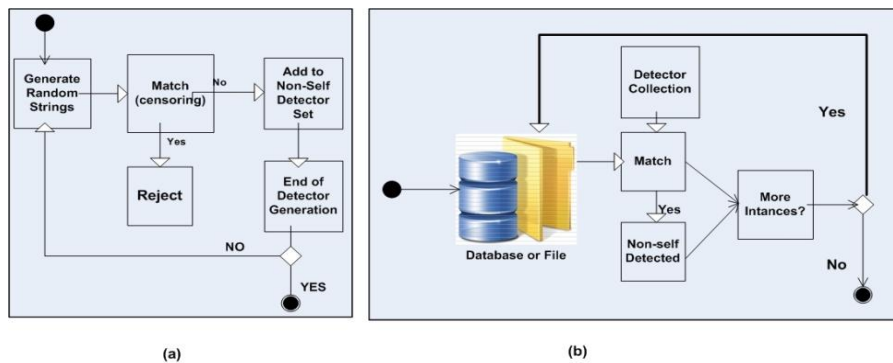 Generate
Random
Strings
Match
(censoring)
No
Add to
Non-Self
Detector
Set
Yes
Reject
End of
Detector
Generation
NO
YES
(a)
Detector
Collection
Yes
Match
Yes
More
Intances?
Non-self
Detected
No
Database or File
(b)